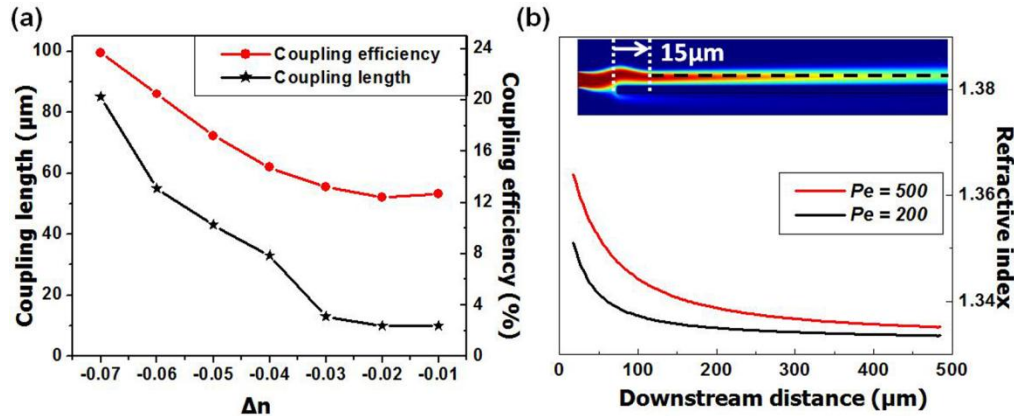 (a)
Coupling efficiency
Coupling length
100
80
60
40
20
0
Coupling length (µm)
24
20
16
12
8
4
0
Coupling efficiency (%)
-0.07 -0.06 -0.05 -0.04 -0.03 -0.02 -0.01
Δn
(b)
15µm
Pe = 500
Pe = 200
1.38
1.36
1.34
Refractive index
0 100 200 300 400 500
Downstream distance (µm)